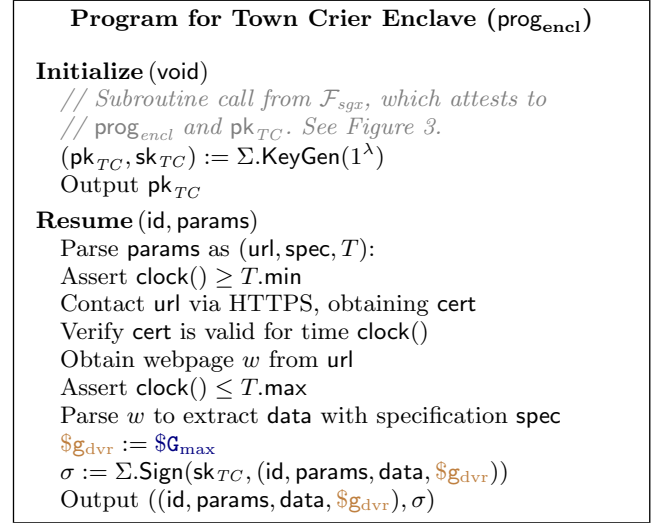 Program for Town Crier Enclave (prog_encl)
Initialize (void)
// Subroutine call from F_sgx, which attests to
// prog_encl and pk_TC. See Figure 3.
(pk_TC, sk_TC) := Σ.KeyGen(1^λ)
Output pk_TC
Resume (id, params)
Parse params as (url, spec, T):
Assert clock() ≥ T.min
Contact url via HTTPS, obtaining cert
Verify cert is valid for time clock()
Obtain webpage w from url
Assert clock() ≤ T.max
Parse w to extract data with specification spec
$g_dvr := $G_max
σ := Σ.Sign(sk_TC, (id, params, data, $g_dvr))
Output ((id, params, data, $g_dvr), σ)